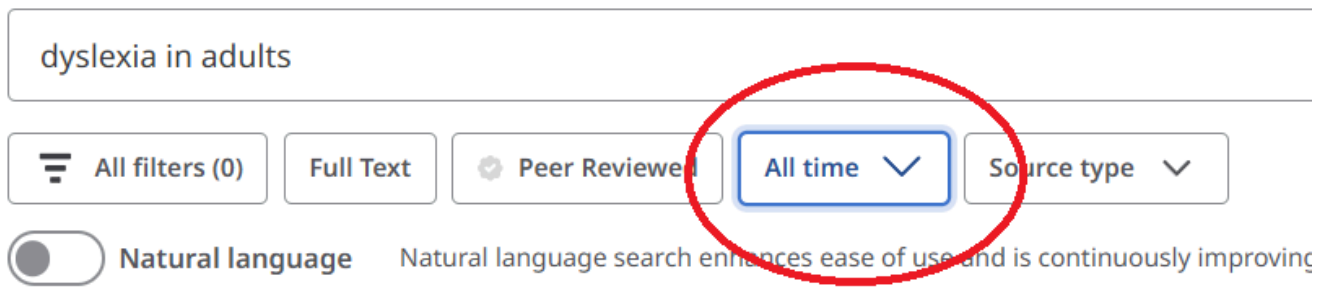 dyslexia in adults
All filters (0) Full Text Peer Reviewed All time Source type
Natural language Natural language search enhances ease of use and is continuously improving